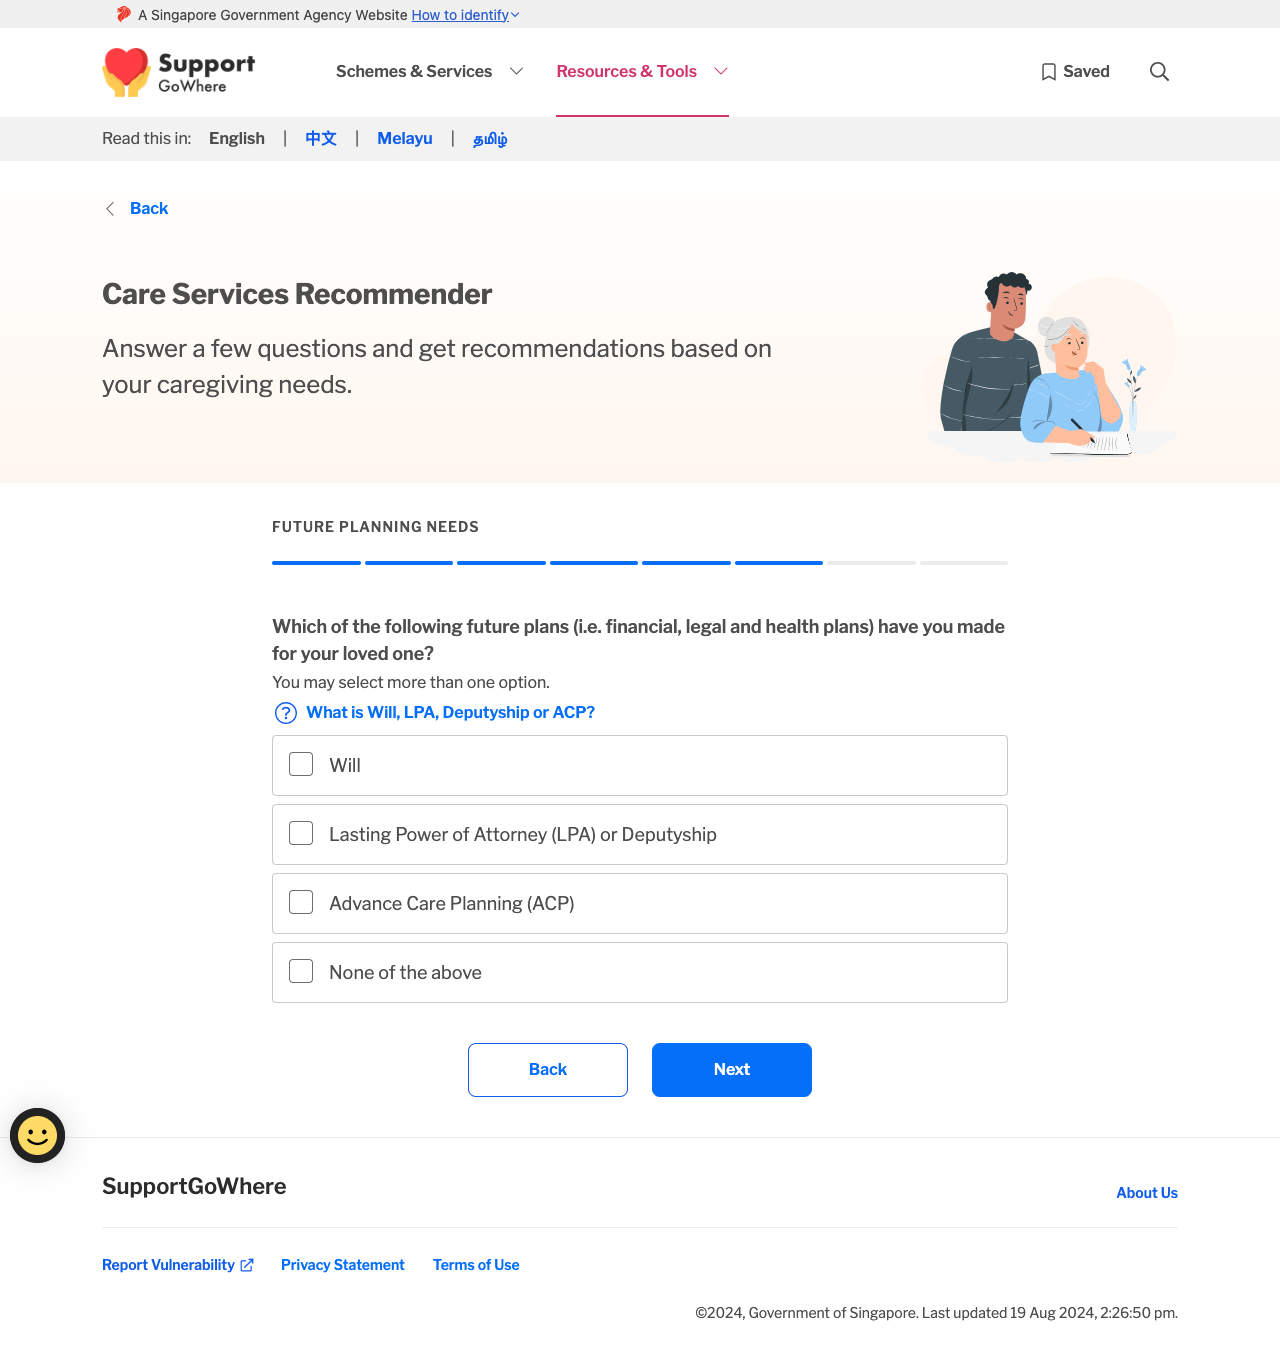 A Singapore Government Agency Website How to identify
Support
GoWhere
Schemes & Services
Resources & Tools
Saved
Read this in: English | 中文 | Melayu | தமிழ்
Back
Care Services Recommender
Answer a few questions and get recommendations based on
your caregiving needs.
FUTURE PLANNING NEEDS
Which of the following future plans (i.e. financial, legal and health plans) have you made
for your loved one?
You may select more than one option.
What is Will, LPA, Deputyship or ACP?
Will
Lasting Power of Attorney (LPA) or Deputyship
Advance Care Planning (ACP)
None of the above
Back
Next
SupportGoWhere
About Us
Report Vulnerability
Privacy Statement
Terms of Use
©2024, Government of Singapore. Last updated 19 Aug 2024, 2:26:50 pm.